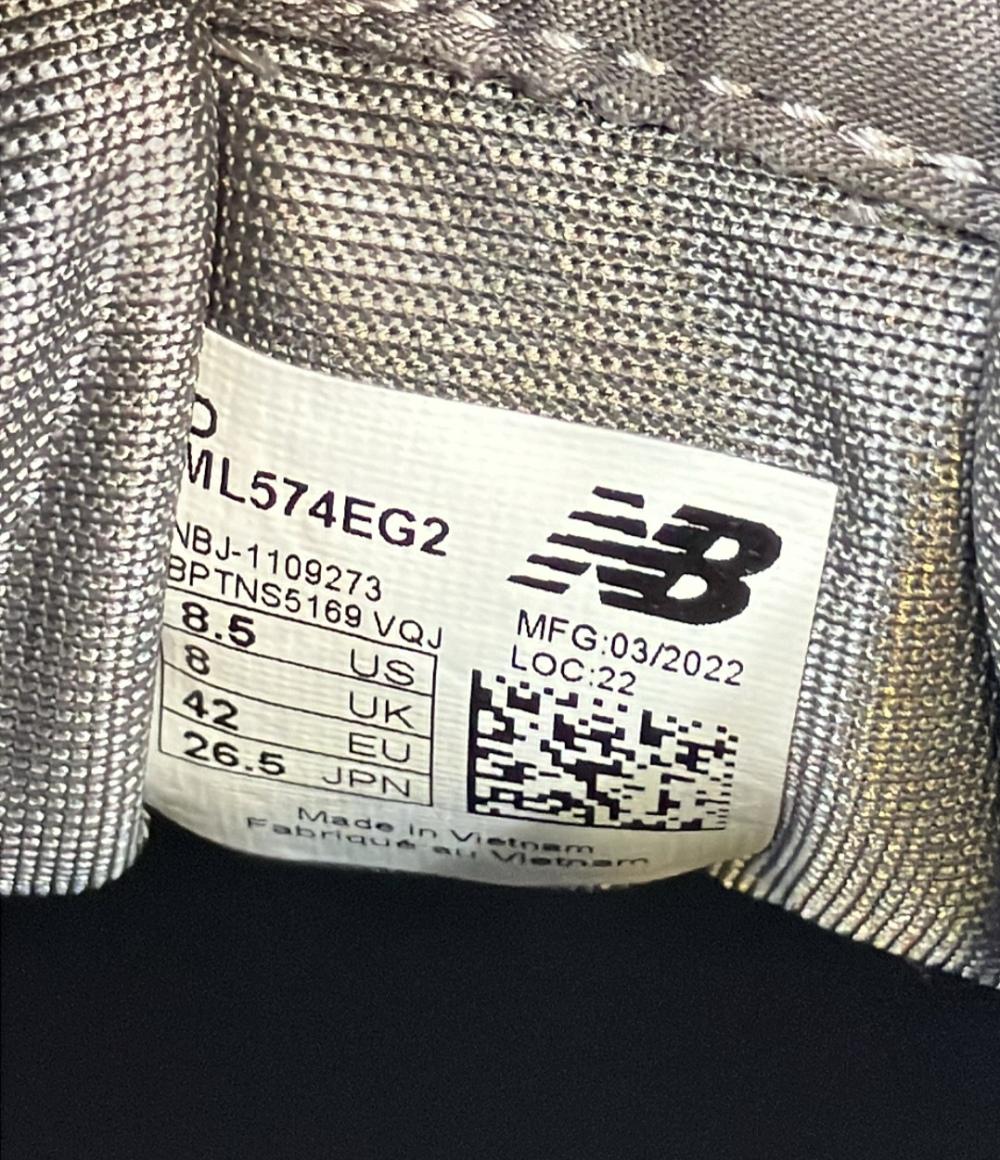 D
ML574EG2
NBJ-1109273
BPTNS5169 VQJ
8.5 US
8 UK
42 EU
26.5 JPN
NB
MFG:03/2022
LOC:22
Made in Vietnam
Fabriqué au Vietnam